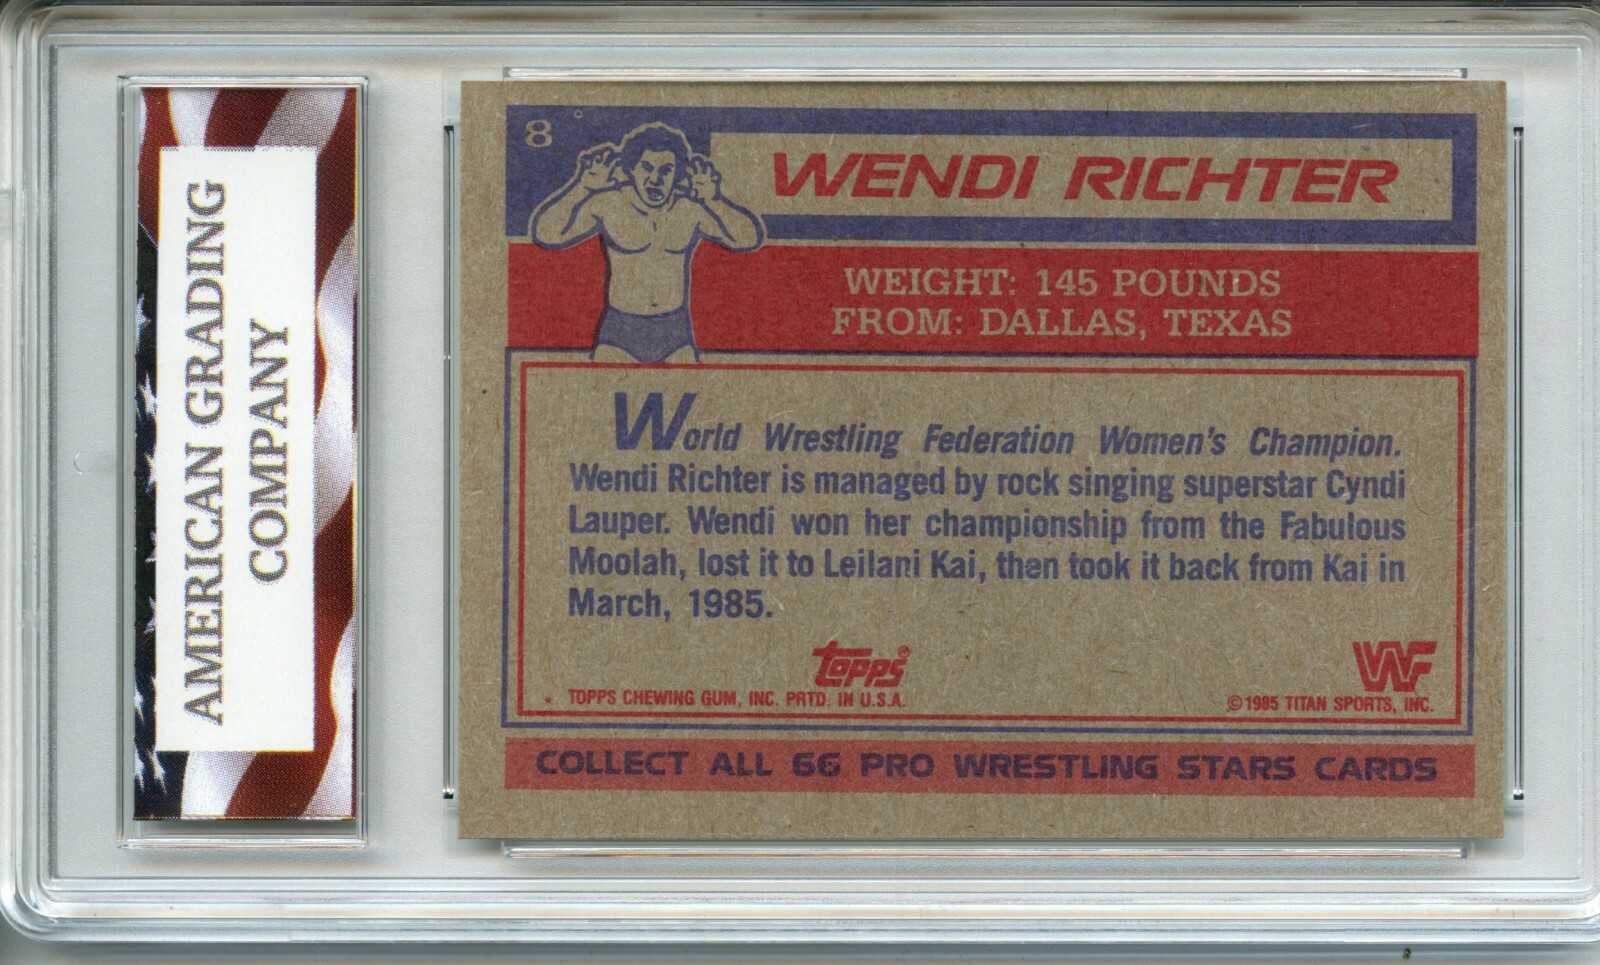 AMERICAN GRADING
COMPANY
8
WENDI RICHTER
WEIGHT: 145 POUNDS
FROM: DALLAS, TEXAS
World Wrestling Federation Women's Champion.
Wendi Richter is managed by rock singing superstar Cyndi
Lauper. Wendi won her championship from the Fabulous
Moolah, lost it to Leilani Kai, then took it back from Kai in
March, 1985.
topps®
WF
TOPPS CHEWING GUM, INC. PRTD. IN U.S.A.
©1985 TITAN SPORTS, INC.
COLLECT ALL 66 PRO WRESTLING STARS CARDS